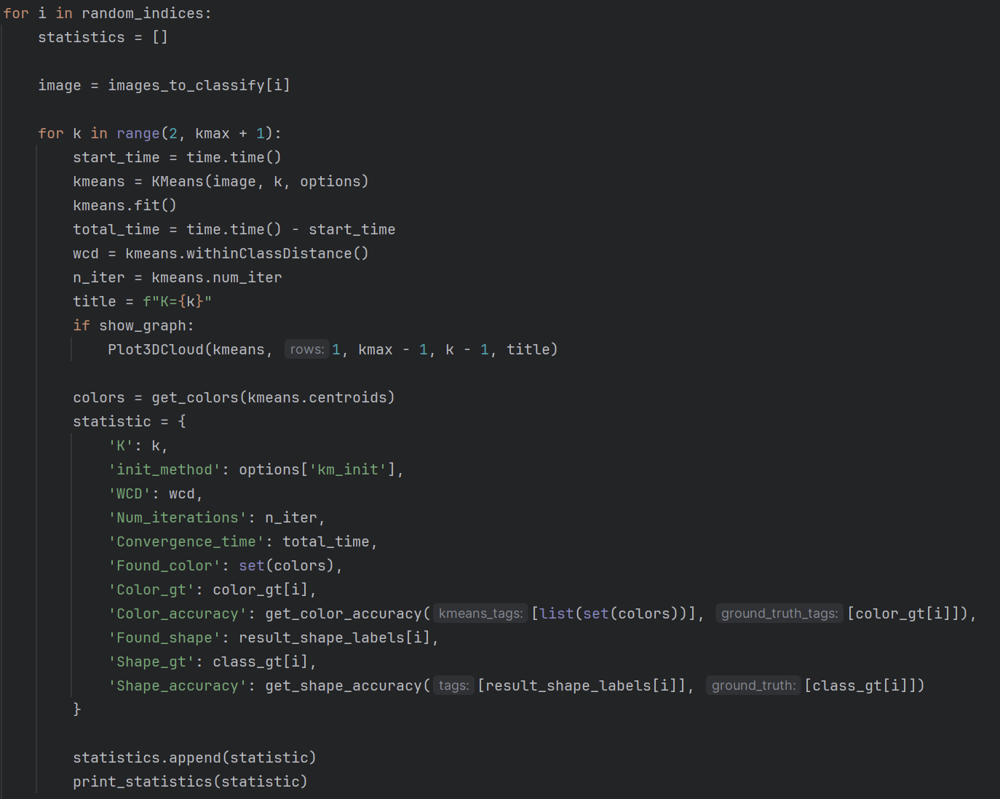 for i in random_indices:
    statistics = []

    image = images_to_classify[i]

    for k in range(2, kmax + 1):
        start_time = time.time()
        kmeans = KMeans(image, k, options)
        kmeans.fit()
        total_time = time.time() - start_time
        wcd = kmeans.withinClassDistance()
        n_iter = kmeans.num_iter
        title = f"K={k}"
        if show_graph:
            Plot3DCloud(kmeans, rows: 1, kmax - 1, k - 1, title)

        colors = get_colors(kmeans.centroids)
        statistic = {
            'K': k,
            'init_method': options['km_init'],
            'WCD': wcd,
            'Num_iterations': n_iter,
            'Convergence_time': total_time,
            'Found_color': set(colors),
            'Color_gt': color_gt[i],
            'Color_accuracy': get_color_accuracy( kmeans_tags: [list(set(colors))], ground_truth_tags: [color_gt[i]]),
            'Found_shape': result_shape_labels[i],
            'Shape_gt': class_gt[i],
            'Shape_accuracy': get_shape_accuracy( tags: [result_shape_labels[i]], ground_truth: [class_gt[i]])
        }

        statistics.append(statistic)
        print_statistics(statistic)